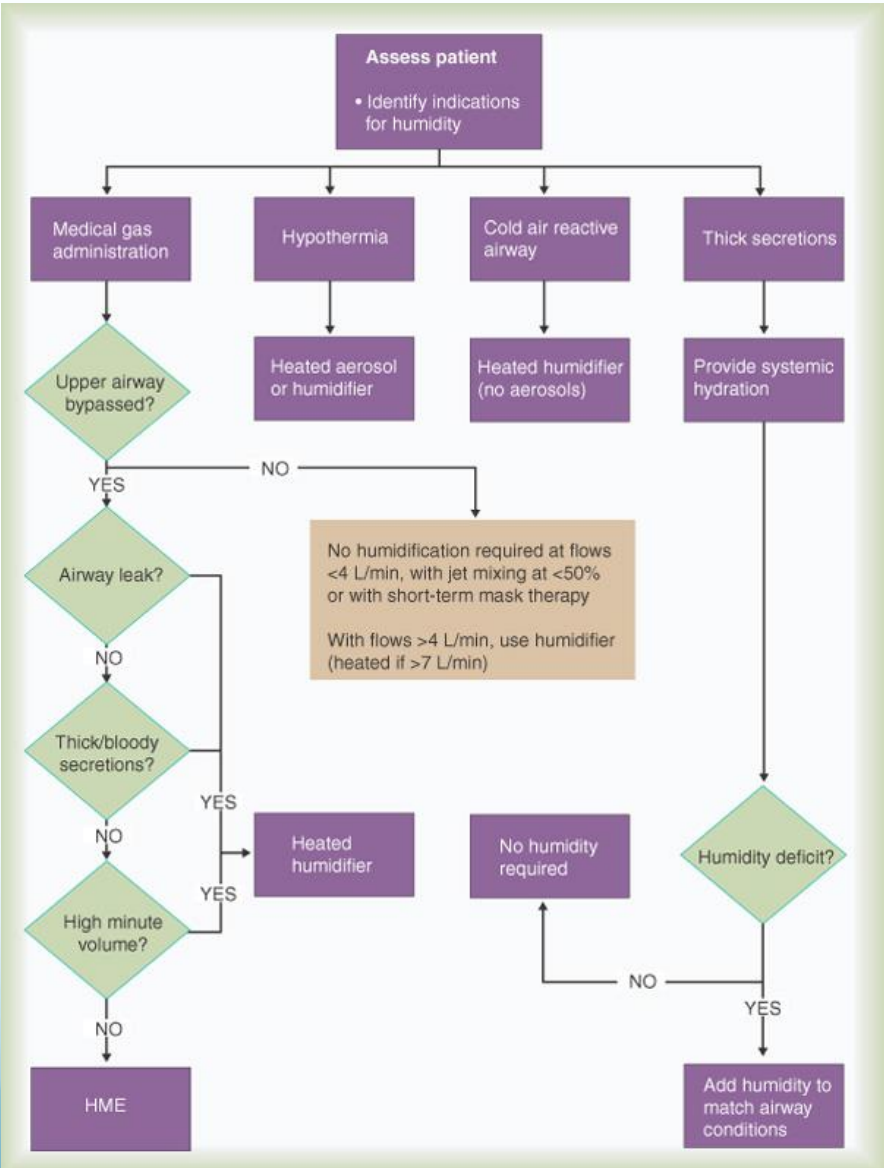 Assess patient
• Identify indications
for humidity
Medical gas
administration
Hypothermia
Cold air reactive
airway
Thick secretions
Upper airway
bypassed?
Heated aerosol
or humidifier
Heated humidifier
(no aerosols)
Provide systemic
hydration
NO
YES
No humidification required at flows
<4 L/min, with jet mixing at <50%
or with short-term mask therapy
With flows >4 L/min, use humidifier
(heated if >7 L/min)
Airway leak?
NO
Thick/bloody
secretions?
YES
NO
Heated
humidifier
No humidity
required
Humidity deficit?
YES
High minute
volume?
NO
YES
NO
HME
Add humidity to
match airway
conditions